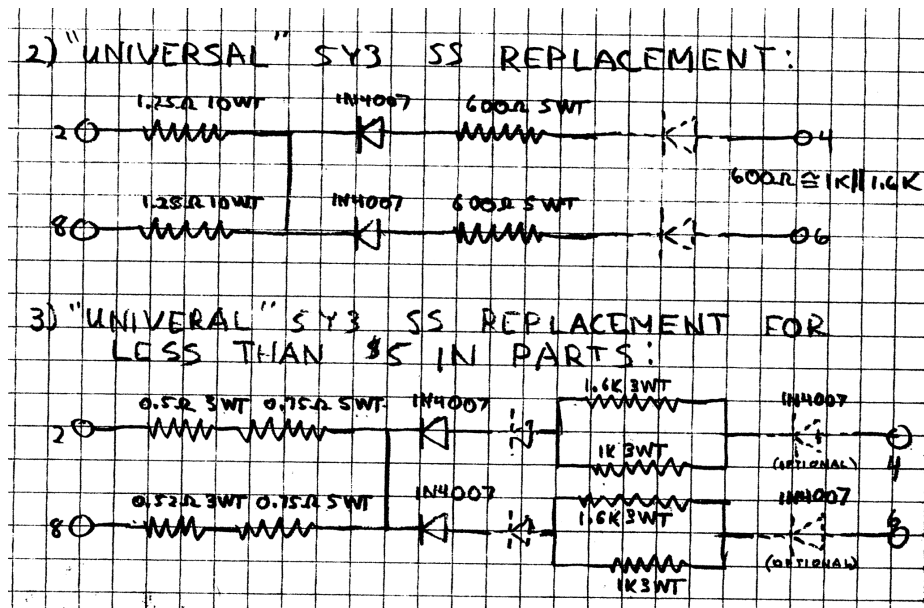 2) "UNIVERSAL" 5Y3 SS REPLACEMENT:
1.25Ω 10WT 1N4007 600Ω 5WT
2 4
600Ω ≅ 1K||1.6K
1.25Ω 10WT 1N4007 600Ω 5WT
8 6
3) "UNIVERAL" 5Y3 SS REPLACEMENT FOR
LESS THAN $5 IN PARTS:
1.6K 3WT
0.5Ω 3WT 0.75Ω 5WT 1N4007 1N4007
2
1K 3WT (OPTIONAL) 4
0.52Ω 3WT 0.75Ω 5WT 1N4007 1N4007
1.6K 3WT 6
8
(OPTIONAL)
1K 3WT